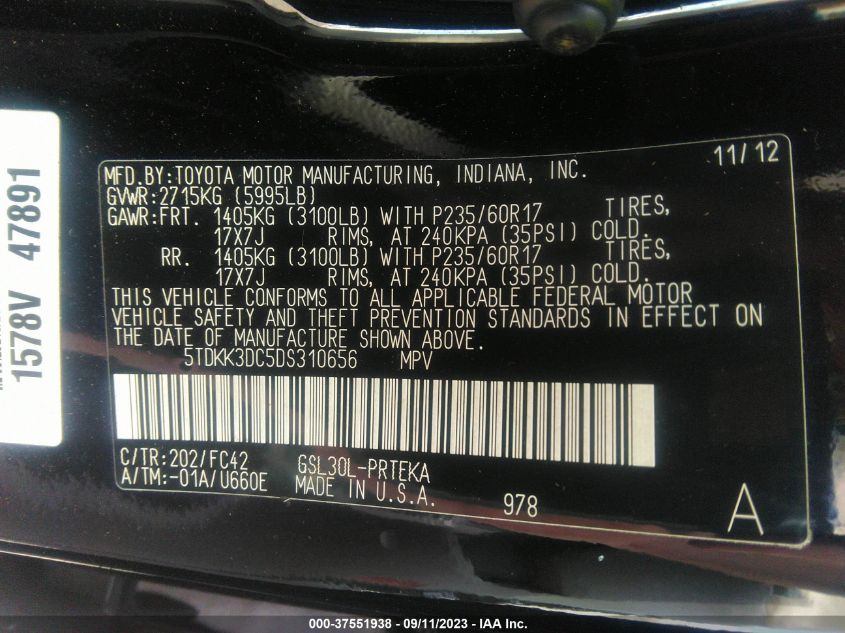 11/12
MFD.BY:TOYOTA MOTOR MANUFACTURING, INDIANA, INC.
GVWR:2715KG (5995LB)
GAWR:FRT. 1405KG (3100LB) WITH P235/60R17 TIRES,
17X7J RIMS, AT 240KPA (35PSI) COLD.
RR. 1405KG (3100LB) WITH P235/60R17 TIRES,
17X7J RIMS, AT 240KPA (35PSI) COLD.
THIS VEHICLE CONFORMS TO ALL APPLICABLE FEDERAL MOTOR
VEHICLE SAFETY AND THEFT PREVENTION STANDARDS IN EFFECT ON
THE DATE OF MANUFACTURE SHOWN ABOVE.
5TDKK3DC5DS310656 MPV
C/TR:202/FC42 GSL30L-PRTEKA
A/TM:-01A/U660E MADE IN U.S.A.
978
A
1578V 47891
000-37551938 - 09/11/2023 - IAA Inc.